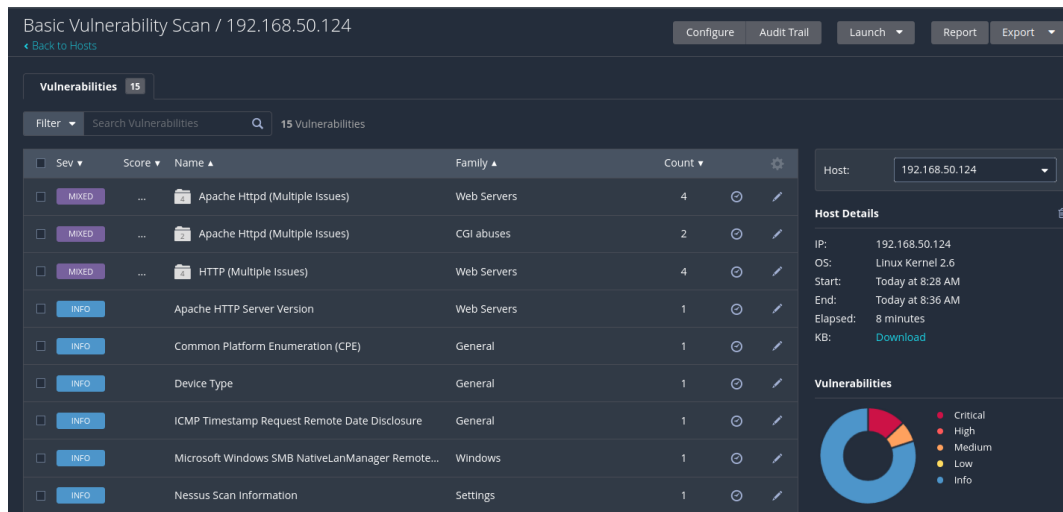 Basic Vulnerability Scan / 192.168.50.124
Back to Hosts
Configure Audit Trail Launch Report Export
Vulnerabilities 15
Filter Search Vulnerabilities 15 Vulnerabilities
Sev Score Name Family Count
MIXED ... 4 Apache Httpd (Multiple Issues) Web Servers 4
MIXED ... 2 Apache Httpd (Multiple Issues) CGI abuses 2
MIXED ... 4 HTTP (Multiple Issues) Web Servers 4
INFO Apache HTTP Server Version Web Servers 1
INFO Common Platform Enumeration (CPE) General 1
INFO Device Type General 1
INFO ICMP Timestamp Request Remote Date Disclosure General 1
INFO Microsoft Windows SMB NativeLanManager Remote... Windows 1
INFO Nessus Scan Information Settings 1
Host: 192.168.50.124
Host Details
IP: 192.168.50.124
OS: Linux Kernel 2.6
Start: Today at 8:28 AM
End: Today at 8:36 AM
Elapsed: 8 minutes
KB: Download
Vulnerabilities
Critical
High
Medium
Low
Info